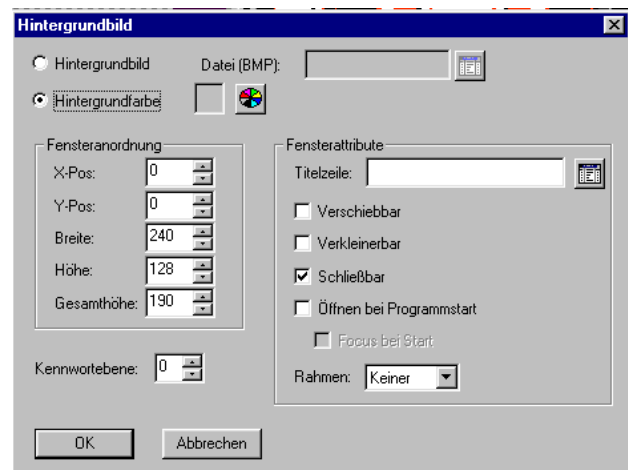 Hintergrundbild
Hintergrundbild Datei (BMP):
Hintergrundfarbe
Fensteranordnung
X-Pos: 0
Y-Pos: 0
Breite: 240
Höhe: 128
Gesamthöhe: 190
Kennwortebene: 0
Fensterattribute
Titelzeile:
Verschiebbar
Verkleinerbar
Schließbar
Öffnen bei Programmstart
Focus bei Start
Rahmen: Keiner
OK Abbrechen